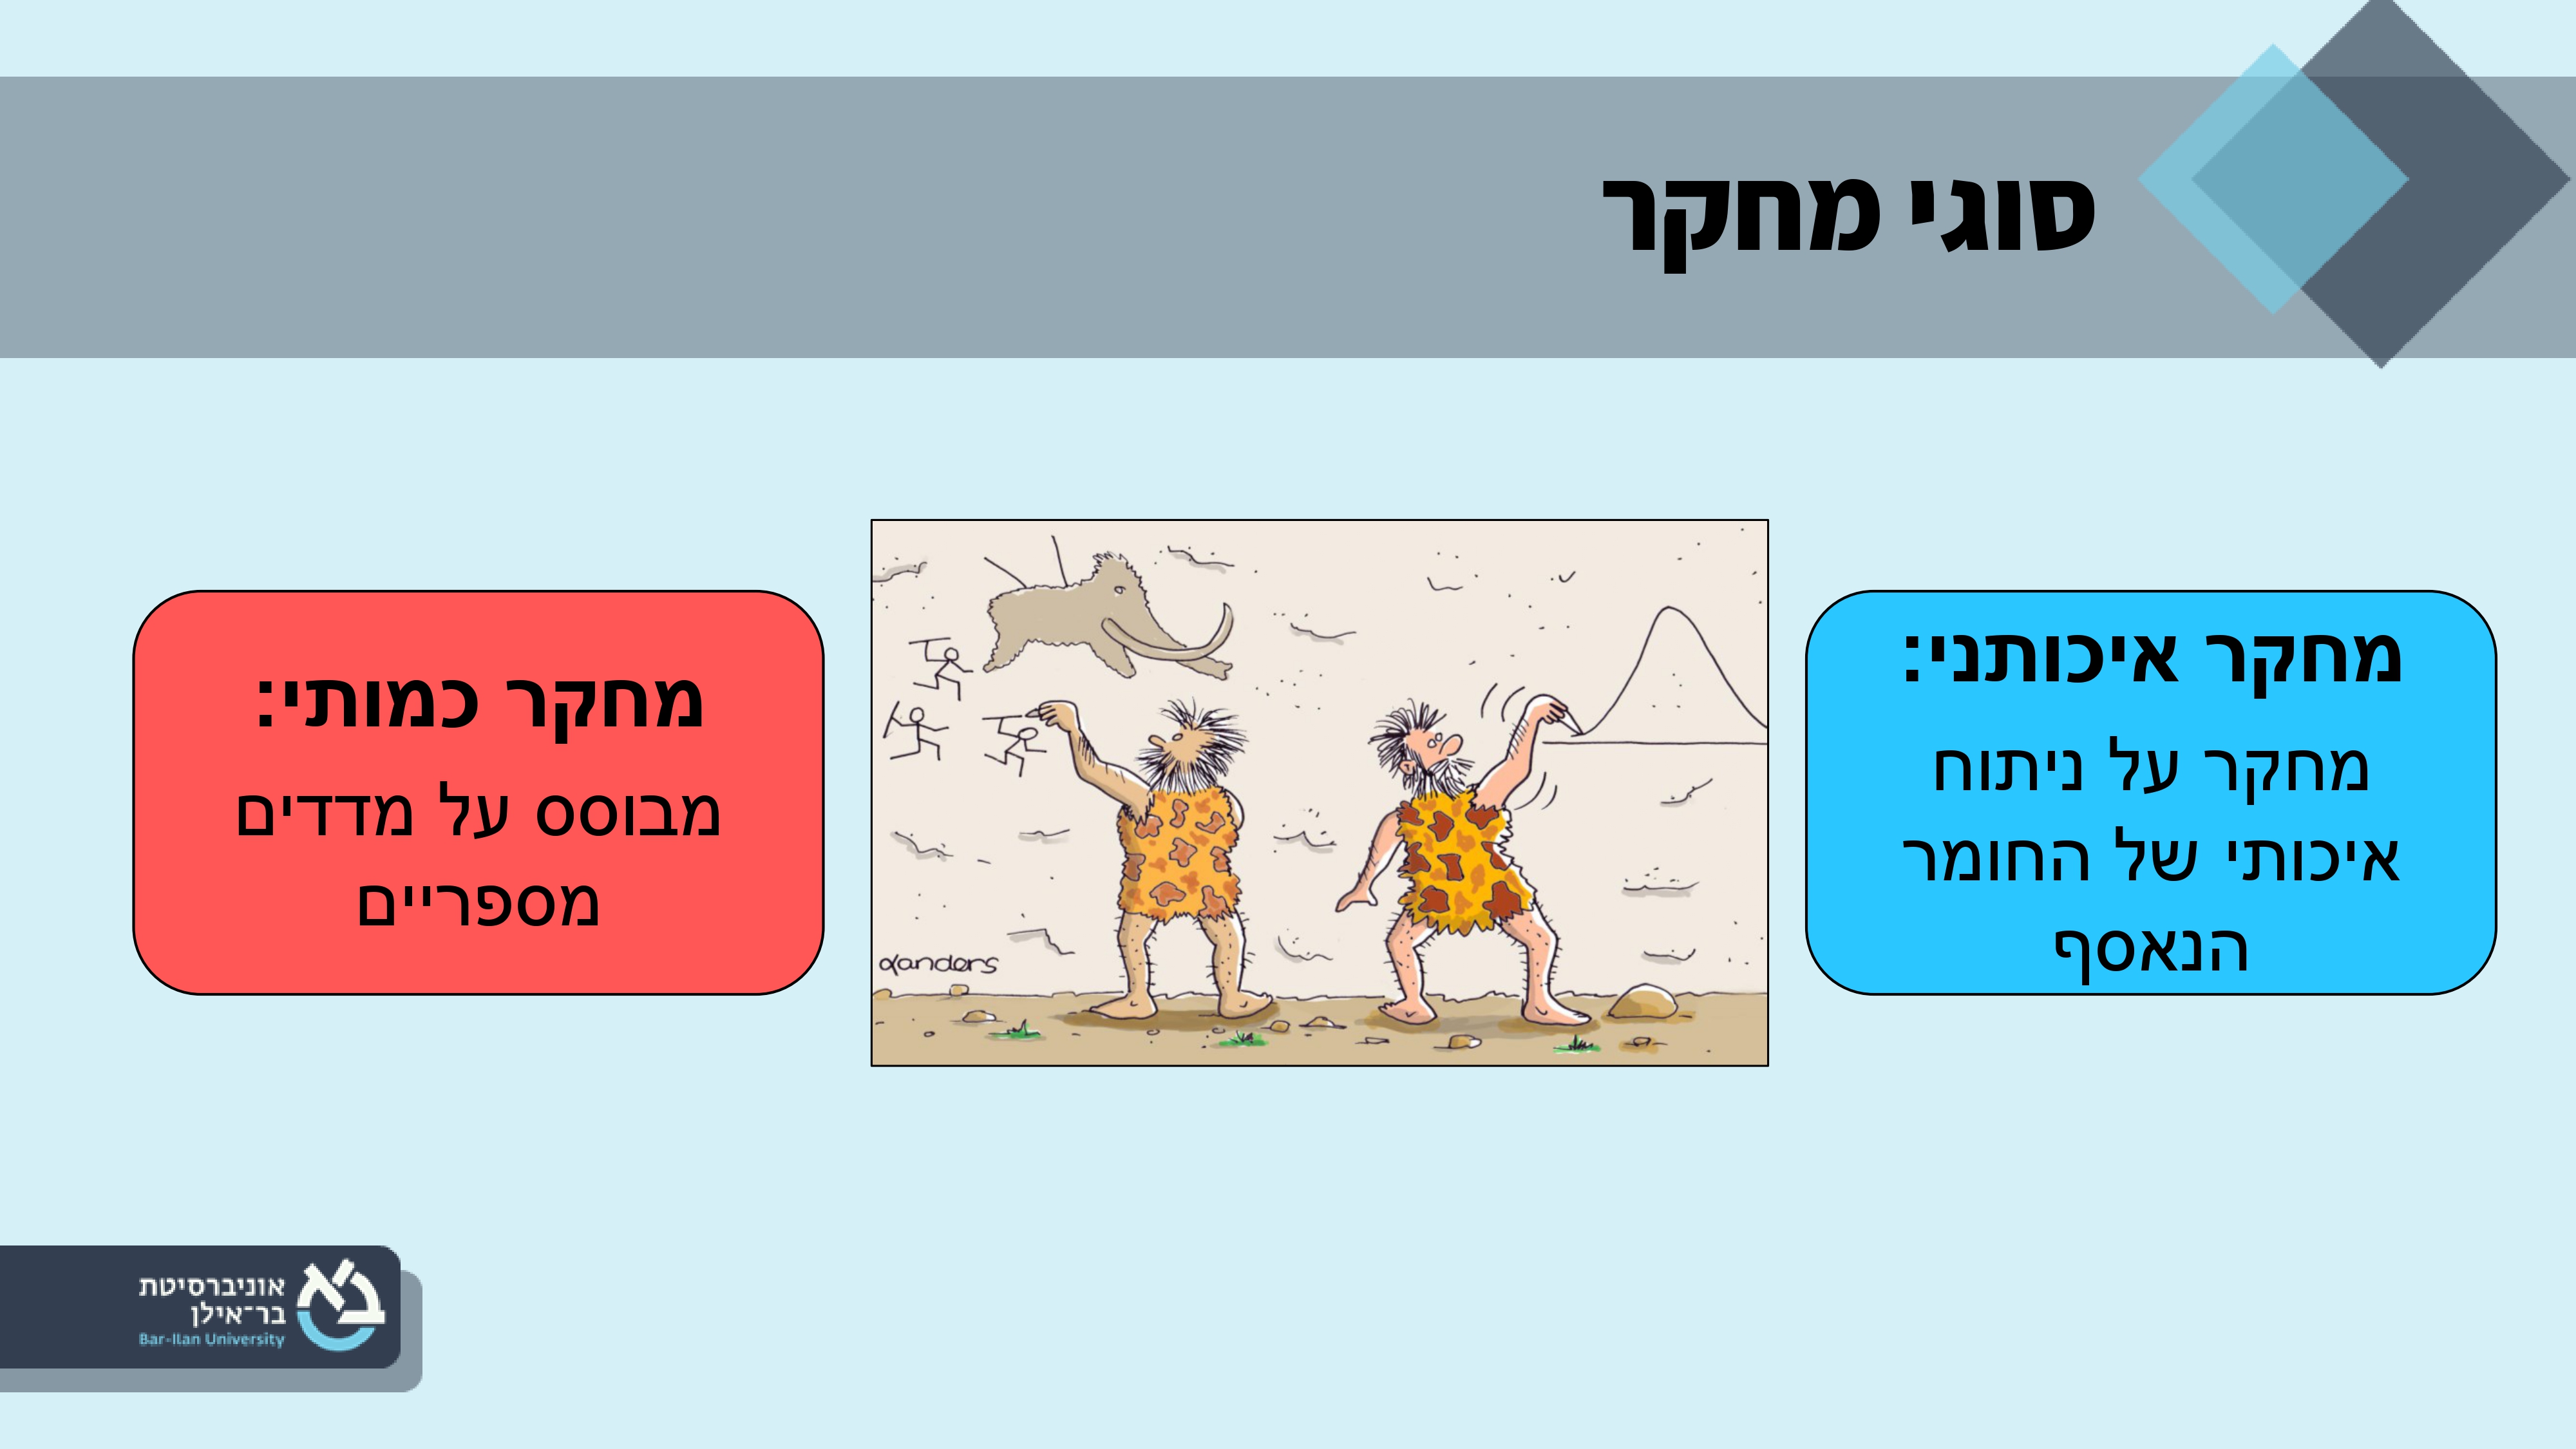 סוגי מחקר
מחקר איכותני:
מחקר על ניתוח
איכותי של החומר
הנאסף
מחקר כמותי:
מבוסס על מדדים
מספריים
αanders
אוניברסיטת
בר־אילן
Bar-Ilan University